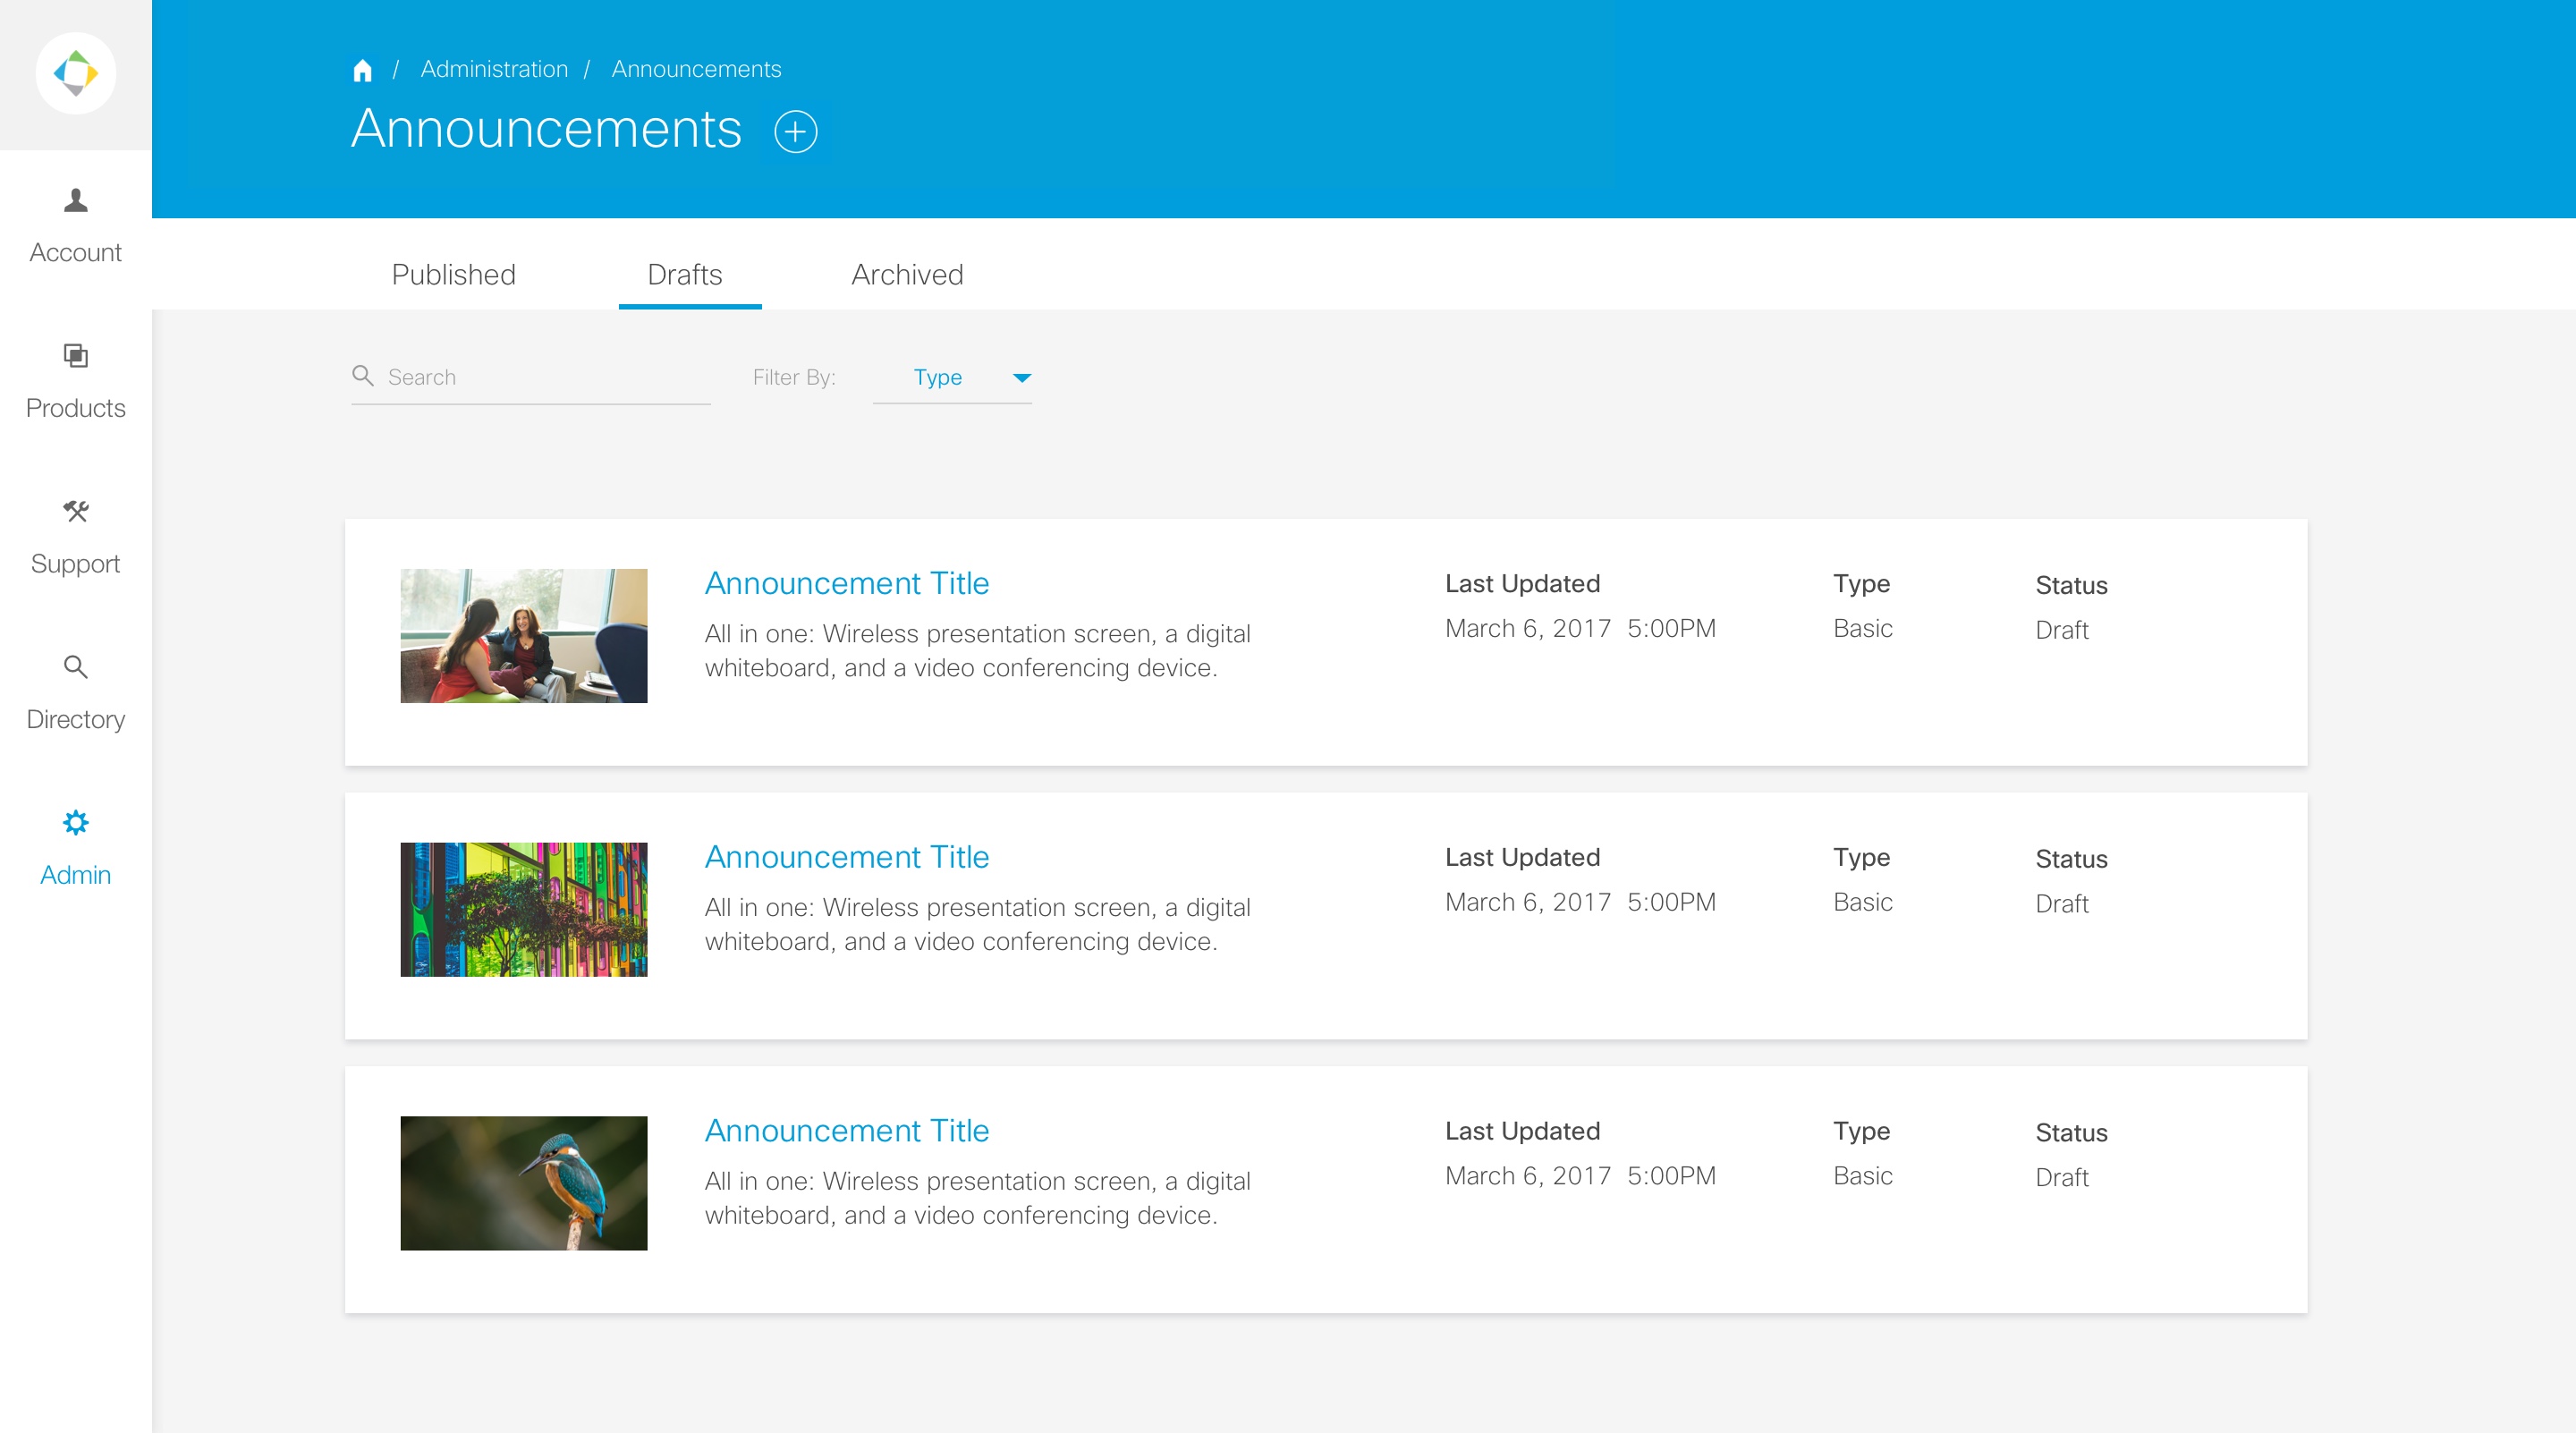 / Administration / Announcements
Announcements
Account
Products
Support
Directory
Admin
Published Drafts Archived
Search Filter By: Type
Announcement Title
All in one: Wireless presentation screen, a digital
whiteboard, and a video conferencing device.
Last Updated
March 6, 2017 5:00PM
Type
Basic
Status
Draft
Announcement Title
All in one: Wireless presentation screen, a digital
whiteboard, and a video conferencing device.
Last Updated
March 6, 2017 5:00PM
Type
Basic
Status
Draft
Announcement Title
All in one: Wireless presentation screen, a digital
whiteboard, and a video conferencing device.
Last Updated
March 6, 2017 5:00PM
Type
Basic
Status
Draft